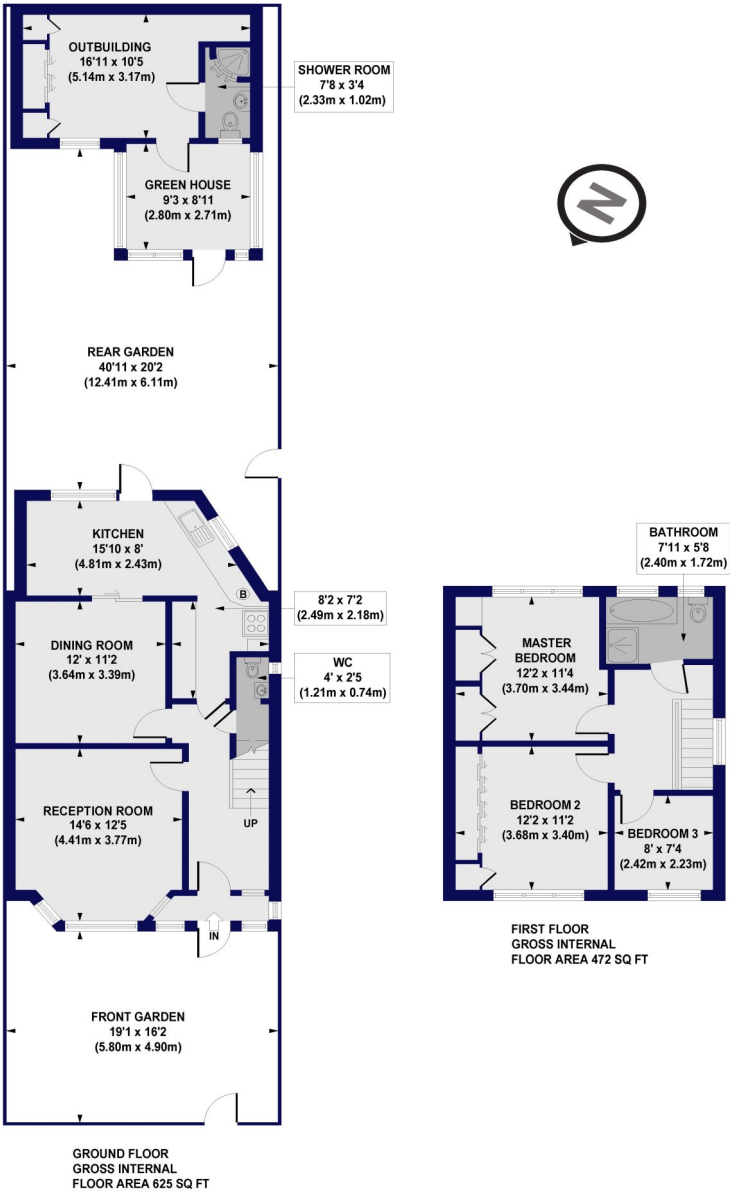 OUTBUILDING
16'11 x 10'5
(5.14m x 3.17m)
SHOWER ROOM
7'8 x 3'4
(2.33m x 1.02m)
GREEN HOUSE
9'3 x 8'11
(2.80m x 2.71m)
N
REAR GARDEN
40'11 x 20'2
(12.41m x 6.11m)
KITCHEN
15'10 x 8'
(4.81m x 2.43m)
B
8'2 x 7'2
(2.49m x 2.18m)
DINING ROOM
12' x 11'2
(3.64m x 3.39m)
WC
4' x 2'5
(1.21m x 0.74m)
RECEPTION ROOM
14'6 x 12'5
(4.41m x 3.77m)
UP
IN
FRONT GARDEN
19'1 x 16'2
(5.80m x 4.90m)
GROUND FLOOR
GROSS INTERNAL
FLOOR AREA 625 SQ FT
BATHROOM
7'11 x 5'8
(2.40m x 1.72m)
MASTER
BEDROOM
12'2 x 11'4
(3.70m x 3.44m)
BEDROOM 2
12'2 x 11'2
(3.68m x 3.40m)
BEDROOM 3
8' x 7'4
(2.42m x 2.23m)
FIRST FLOOR
GROSS INTERNAL
FLOOR AREA 472 SQ FT